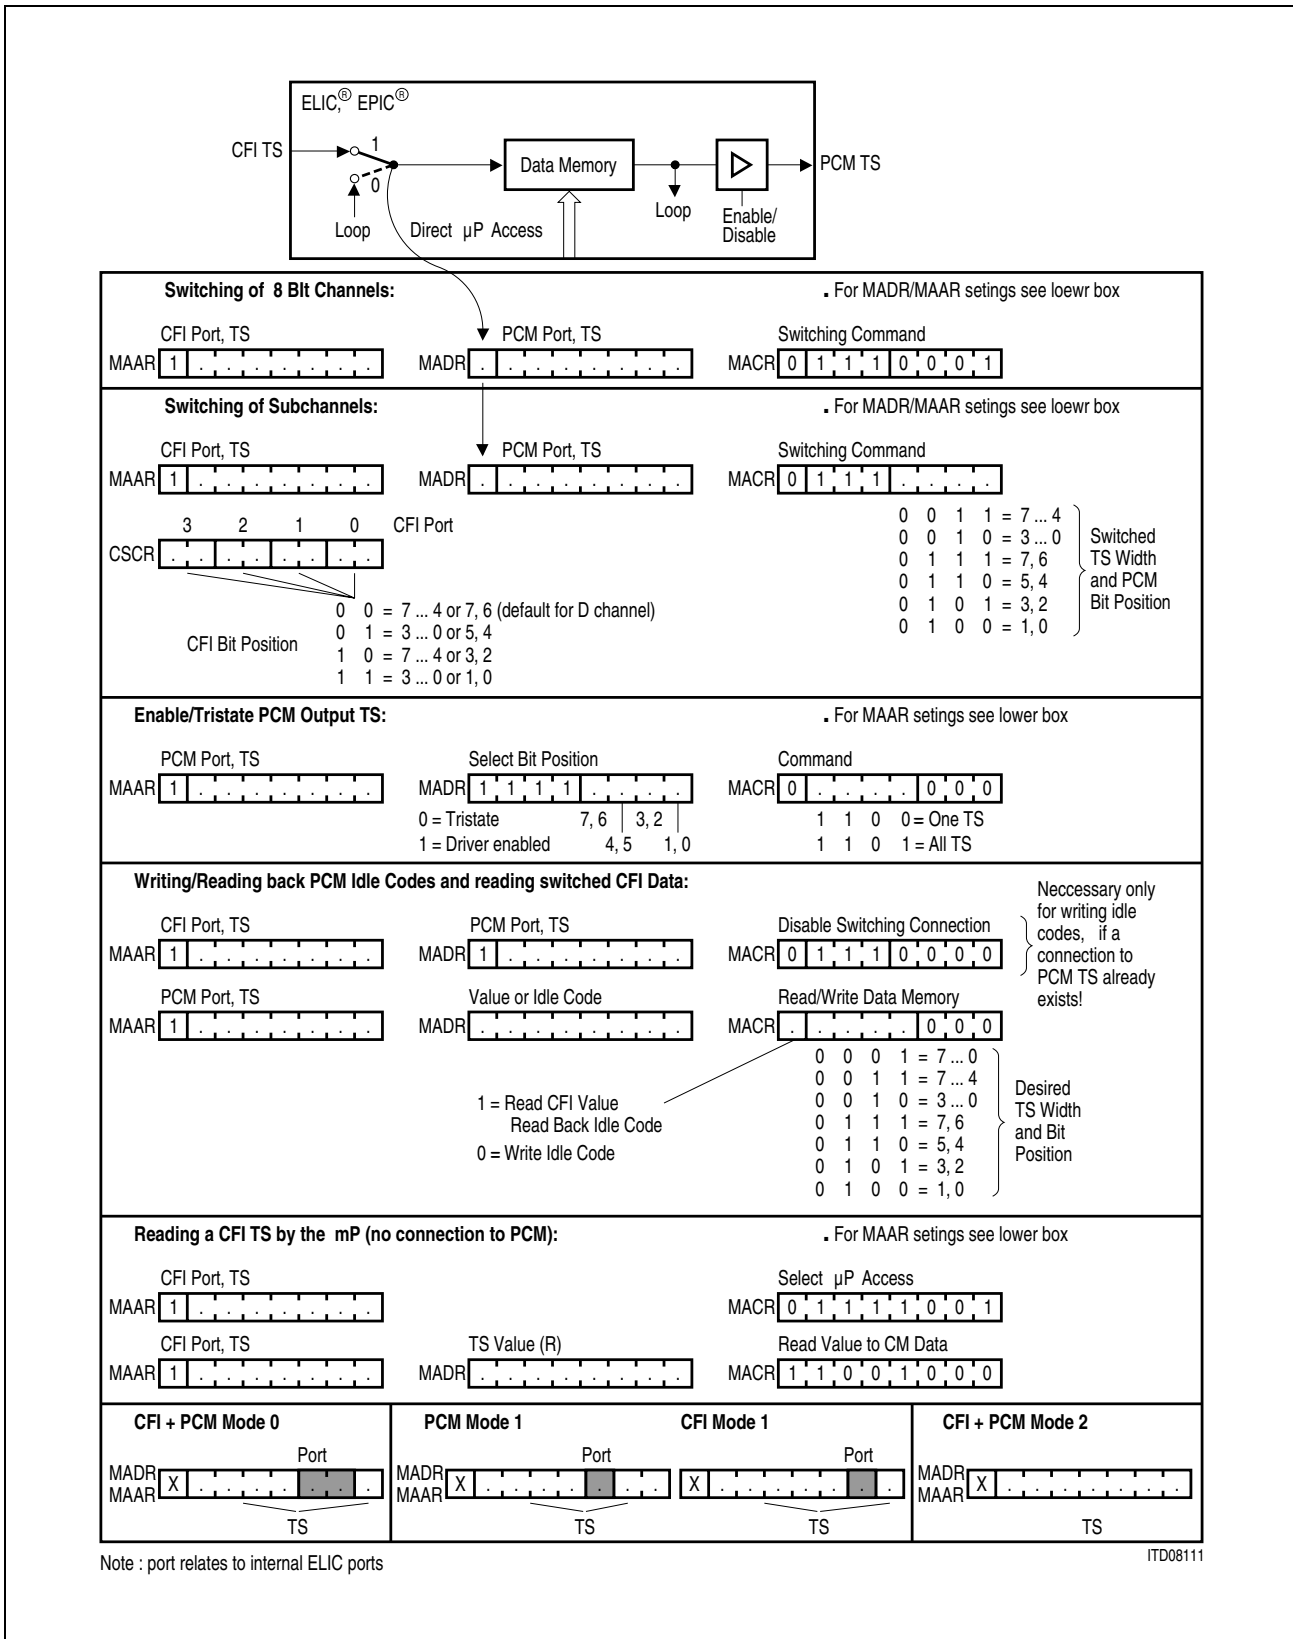 ELIC,® EPIC®
CFI TS
1
0
Loop
Direct µP Access
Data Memory
Loop
Enable/
Disable
PCM TS
Switching of 8 BIt Channels:
. For MADR/MAAR setings see loewr box
CFI Port, TS
PCM Port, TS
Switching Command
MAAR 1 . . . . . . .
MADR . . . . . . . .
MACR 0 1 1 1 0 0 0 1
Switching of Subchannels:
. For MADR/MAAR setings see loewr box
CFI Port, TS
PCM Port, TS
Switching Command
MAAR 1 . . . . . . .
MADR . . . . . . . .
MACR 0 1 1 1 . . . .
3 2 1 0 CFI Port
CSCR . . . . . . . .
CFI Bit Position
0 0 = 7 ... 4 or 7, 6 (default for D channel)
0 1 = 3 ... 0 or 5, 4
1 0 = 7 ... 4 or 3, 2
1 1 = 3 ... 0 or 1, 0
0 0 1 1 = 7 ... 4
0 0 1 0 = 3 ... 0
0 1 1 1 = 7, 6
0 1 1 0 = 5, 4
0 1 0 1 = 3, 2
0 1 0 0 = 1, 0
Switched
TS Width
and PCM
Bit Position
Enable/Tristate PCM Output TS:
. For MAAR setings see lower box
PCM Port, TS
Select Bit Position
Command
MAAR 1 . . . . . . .
MADR 1 1 1 1 . . . .
MACR 0 . . . . 0 0 0
0 = Tristate
7, 6 3, 2
1 = Driver enabled
4, 5 1, 0
1 1 0 0 = One TS
1 1 0 1 = All TS
Writing/Reading back PCM Idle Codes and reading switched CFI Data:
CFI Port, TS
PCM Port, TS
Disable Switching Connection
MAAR 1 . . . . . . .
MADR 1 . . . . . . .
MACR 0 1 1 1 0 0 0 0
Neccessary only
for writing idle
codes, if a
connection to
PCM TS already
exists!
PCM Port, TS
Value or Idle Code
Read/Write Data Memory
MAAR 1 . . . . . . .
MADR . . . . . . . .
MACR . . . . . 0 0 0
1 = Read CFI Value
Read Back Idle Code
0 = Write Idle Code
0 0 0 1 = 7 ... 0
0 0 1 1 = 7 ... 4
0 0 1 0 = 3 ... 0
0 1 1 1 = 7, 6
0 1 1 0 = 5, 4
0 1 0 1 = 3, 2
0 1 0 0 = 1, 0
Desired
TS Width
and Bit
Position
Reading a CFI TS by the mP (no connection to PCM):
. For MAAR setings see lower box
CFI Port, TS
Select µP Access
MAAR 1 . . . . . . .
MACR 0 1 1 1 1 0 0 1
CFI Port, TS
TS Value (R)
Read Value to CM Data
MAAR 1 . . . . . . .
MADR . . . . . . . .
MACR 1 1 0 0 1 0 0 0
CFI + PCM Mode 0
Port
MADR
MAAR
X . . . . . . .
TS
PCM Mode 1
Port
MADR
MAAR
X . . . . . . .
TS
CFI Mode 1
Port
X . . . . . . .
TS
CFI + PCM Mode 2
MADR
MAAR
X . . . . . . .
TS
Note : port relates to internal ELIC ports
ITD08111